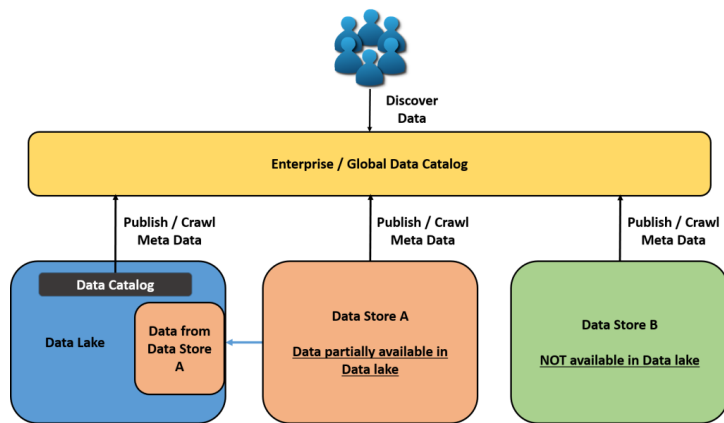 Discover
Data
Enterprise / Global Data Catalog
Publish / Crawl
Meta Data
Publish / Crawl
Meta Data
Publish / Crawl
Meta Data
Data Catalog
Data Lake
Data from
Data Store
A
Data Store A
Data partially available in
Data lake
Data Store B
NOT available in Data lake